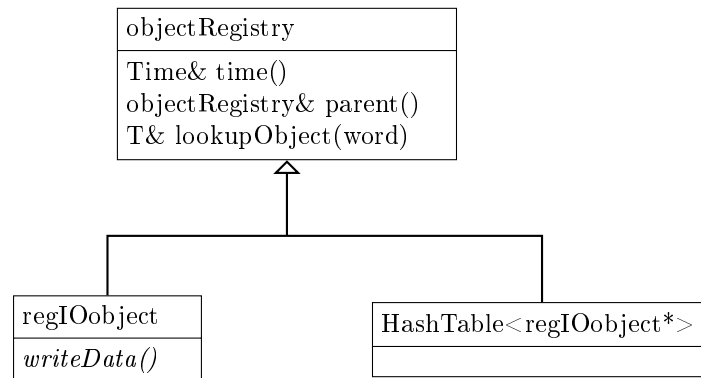 objectRegistry
Time& time()
objectRegistry& parent()
T& lookupObject(word)
regIOobject
writeData()
HashTable<regIOobject*>